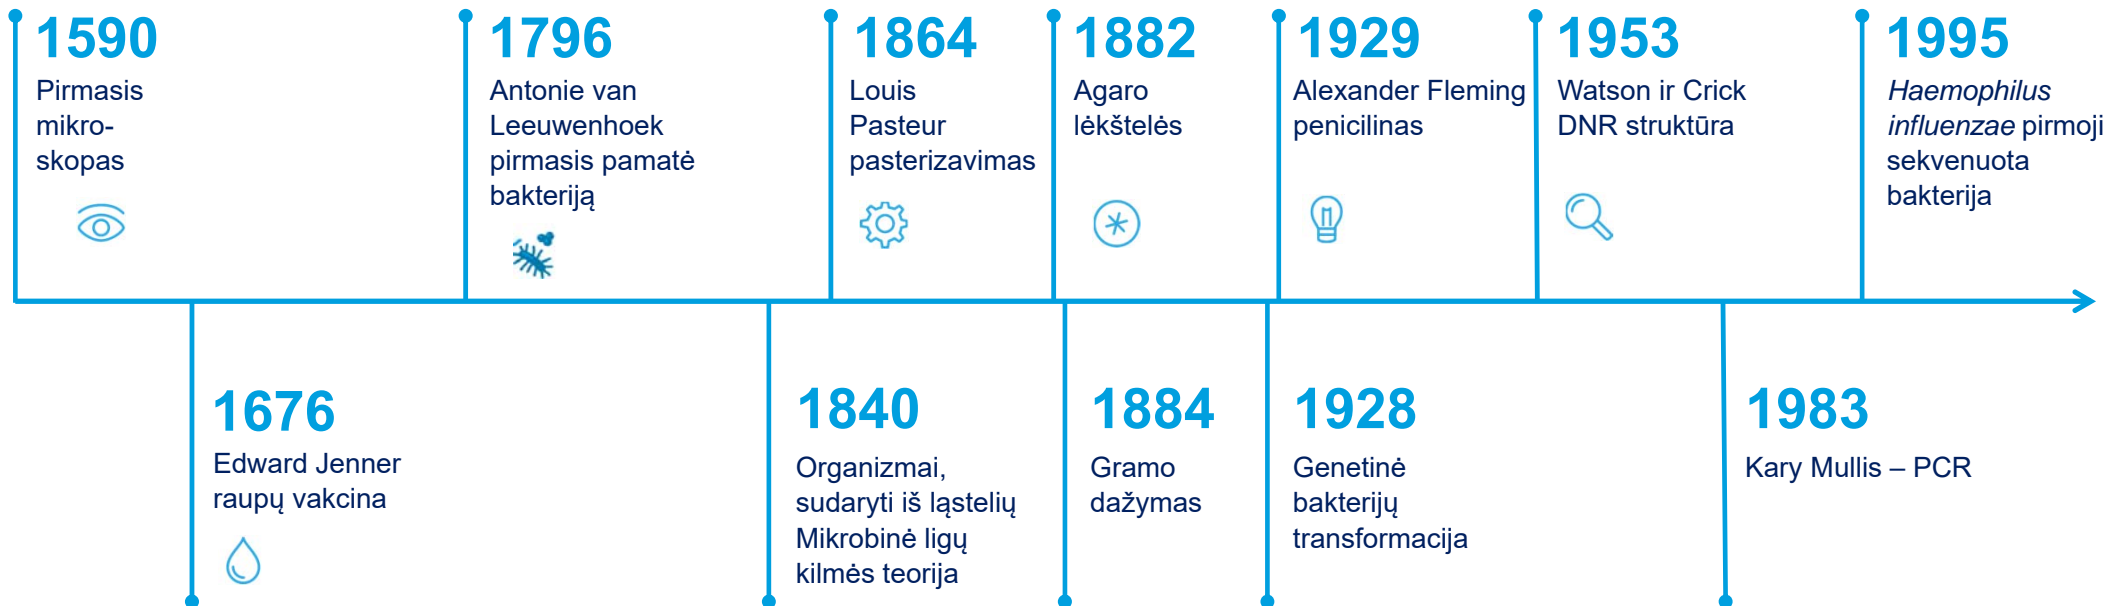 1590
Pirmasis
mikro-
skopas
1796
Antonie van
Leeuwenhoek
pirmasis pamatė
bakteriją
1864
Louis
Pasteur
pasterizavimas
1882
Agaro
lėkštelės
1929
Alexander Fleming
penicilinas
1953
Watson ir Crick
DNR struktūra
1995
Haemophilus
influenzae pirmoji
sekvenuota
bakterija
1676
Edward Jenner
raupų vakcina
1840
Organizmai,
sudaryti iš ląstelių
Mikrobinė ligų
kilmės teorija
1884
Gramo
dažymas
1928
Genetinė
bakterijų
transformacija
1983
Kary Mullis – PCR